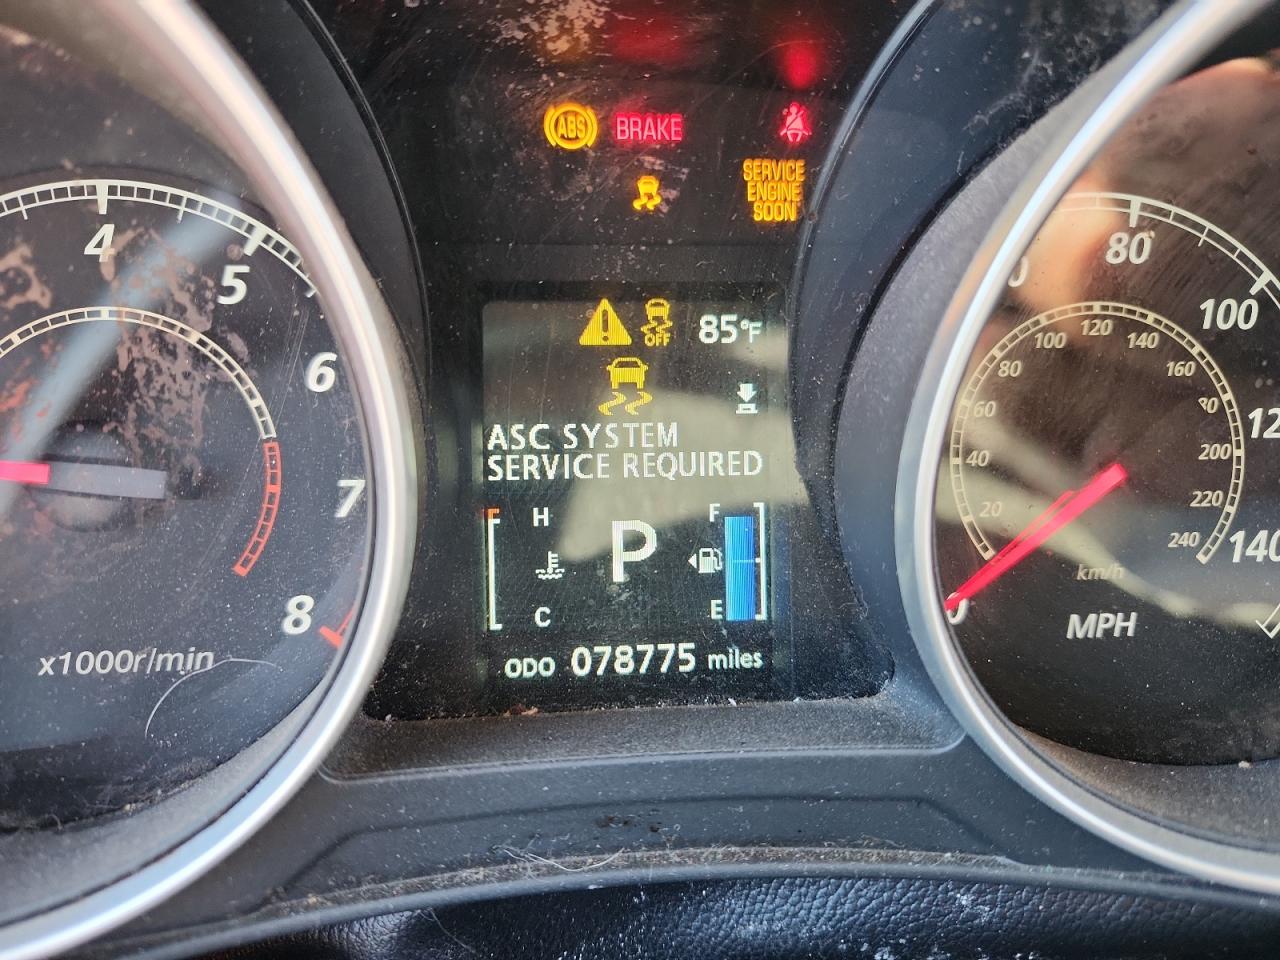 ABS BRAKE
SERVICE
ENGINE
SOON
4
5
6
7
8
x1000r/min
OFF
85°F
ASC SYSTEM
SERVICE REQUIRED
H
C
P
F
E
ODO 078775 miles
0
80
100
140
20
40
60
80
100
120
140
160
200
220
240
km/h
MPH